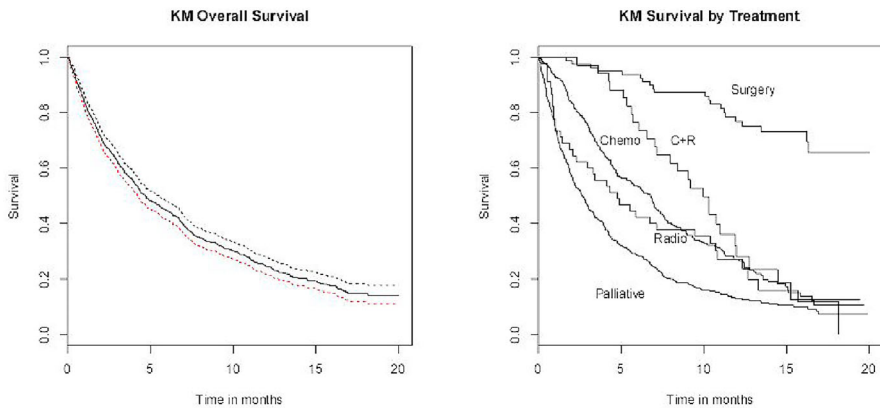 KM Overall Survival
Survival
1.0
0.8
0.6
0.4
0.2
0.0
0 5 10 15 20
Time in months
KM Survival by Treatment
Survival
1.0
0.8
0.6
0.4
0.2
0.0
Surgery
Chemo C+R
Radio
Palliative
0 5 10 15 20
Time in months